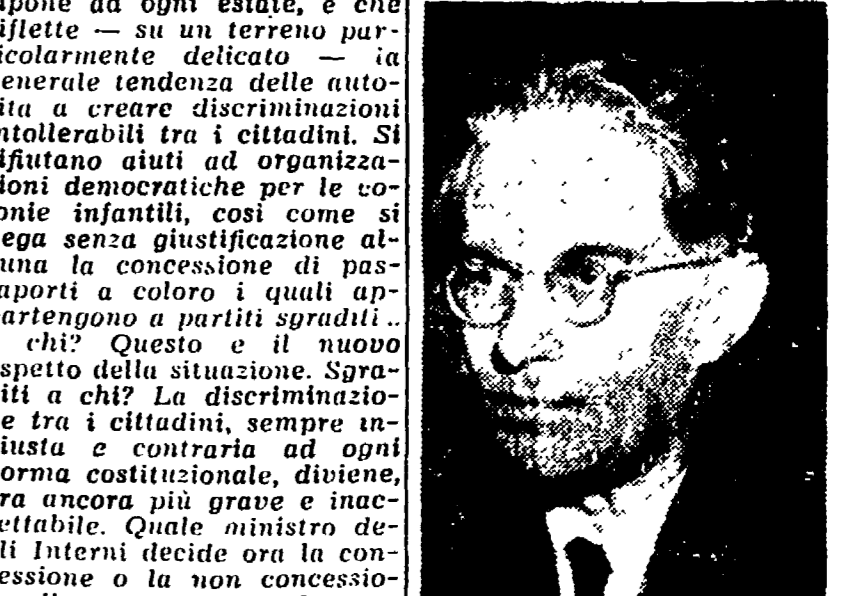 ipone ad ogni estate, e che
iflette — su un terreno par-
icolarmente delicato — la
enerale tendenza delle auto-
ita a creare discriminazioni
ntollerabili tra i cittadini. Si
ifiutano aiuti ad organizza-
ioni democratiche per le co-
onie infantili, così come si
ega senza giustificazione al-
una la concessione di pas-
aporti a coloro i quali ap-
artengono a partiti sgraditi..
chi? Questo e il nuovo
spetto della situazione. Sgra-
iti a chi? La discriminazio-
e tra i cittadini, sempre in-
iusta e contraria ad ogni
orma costituzionale, diviene,
ra ancora più grave e inac-
ettabile. Quale ministro de-
li Interni decide ora la con-
essione o la non concessio-